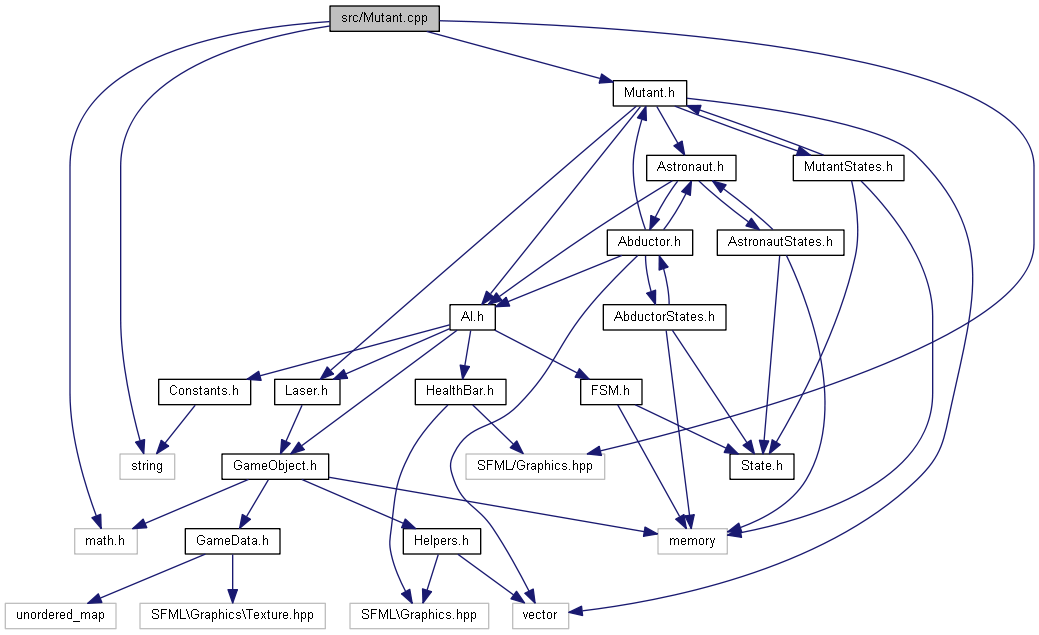 src/Mutant.cpp
Mutant.h
Astronaut.h
MutantStates.h
Abductor.h
AstronautStates.h
AI.h
AbductorStates.h
Constants.h
Laser.h
HealthBar.h
FSM.h
string
GameObject.h
SFML/Graphics.hpp
State.h
math.h
GameData.h
Helpers.h
memory
unordered_map
SFML\Graphics\Texture.hpp
SFML\Graphics.hpp
vector